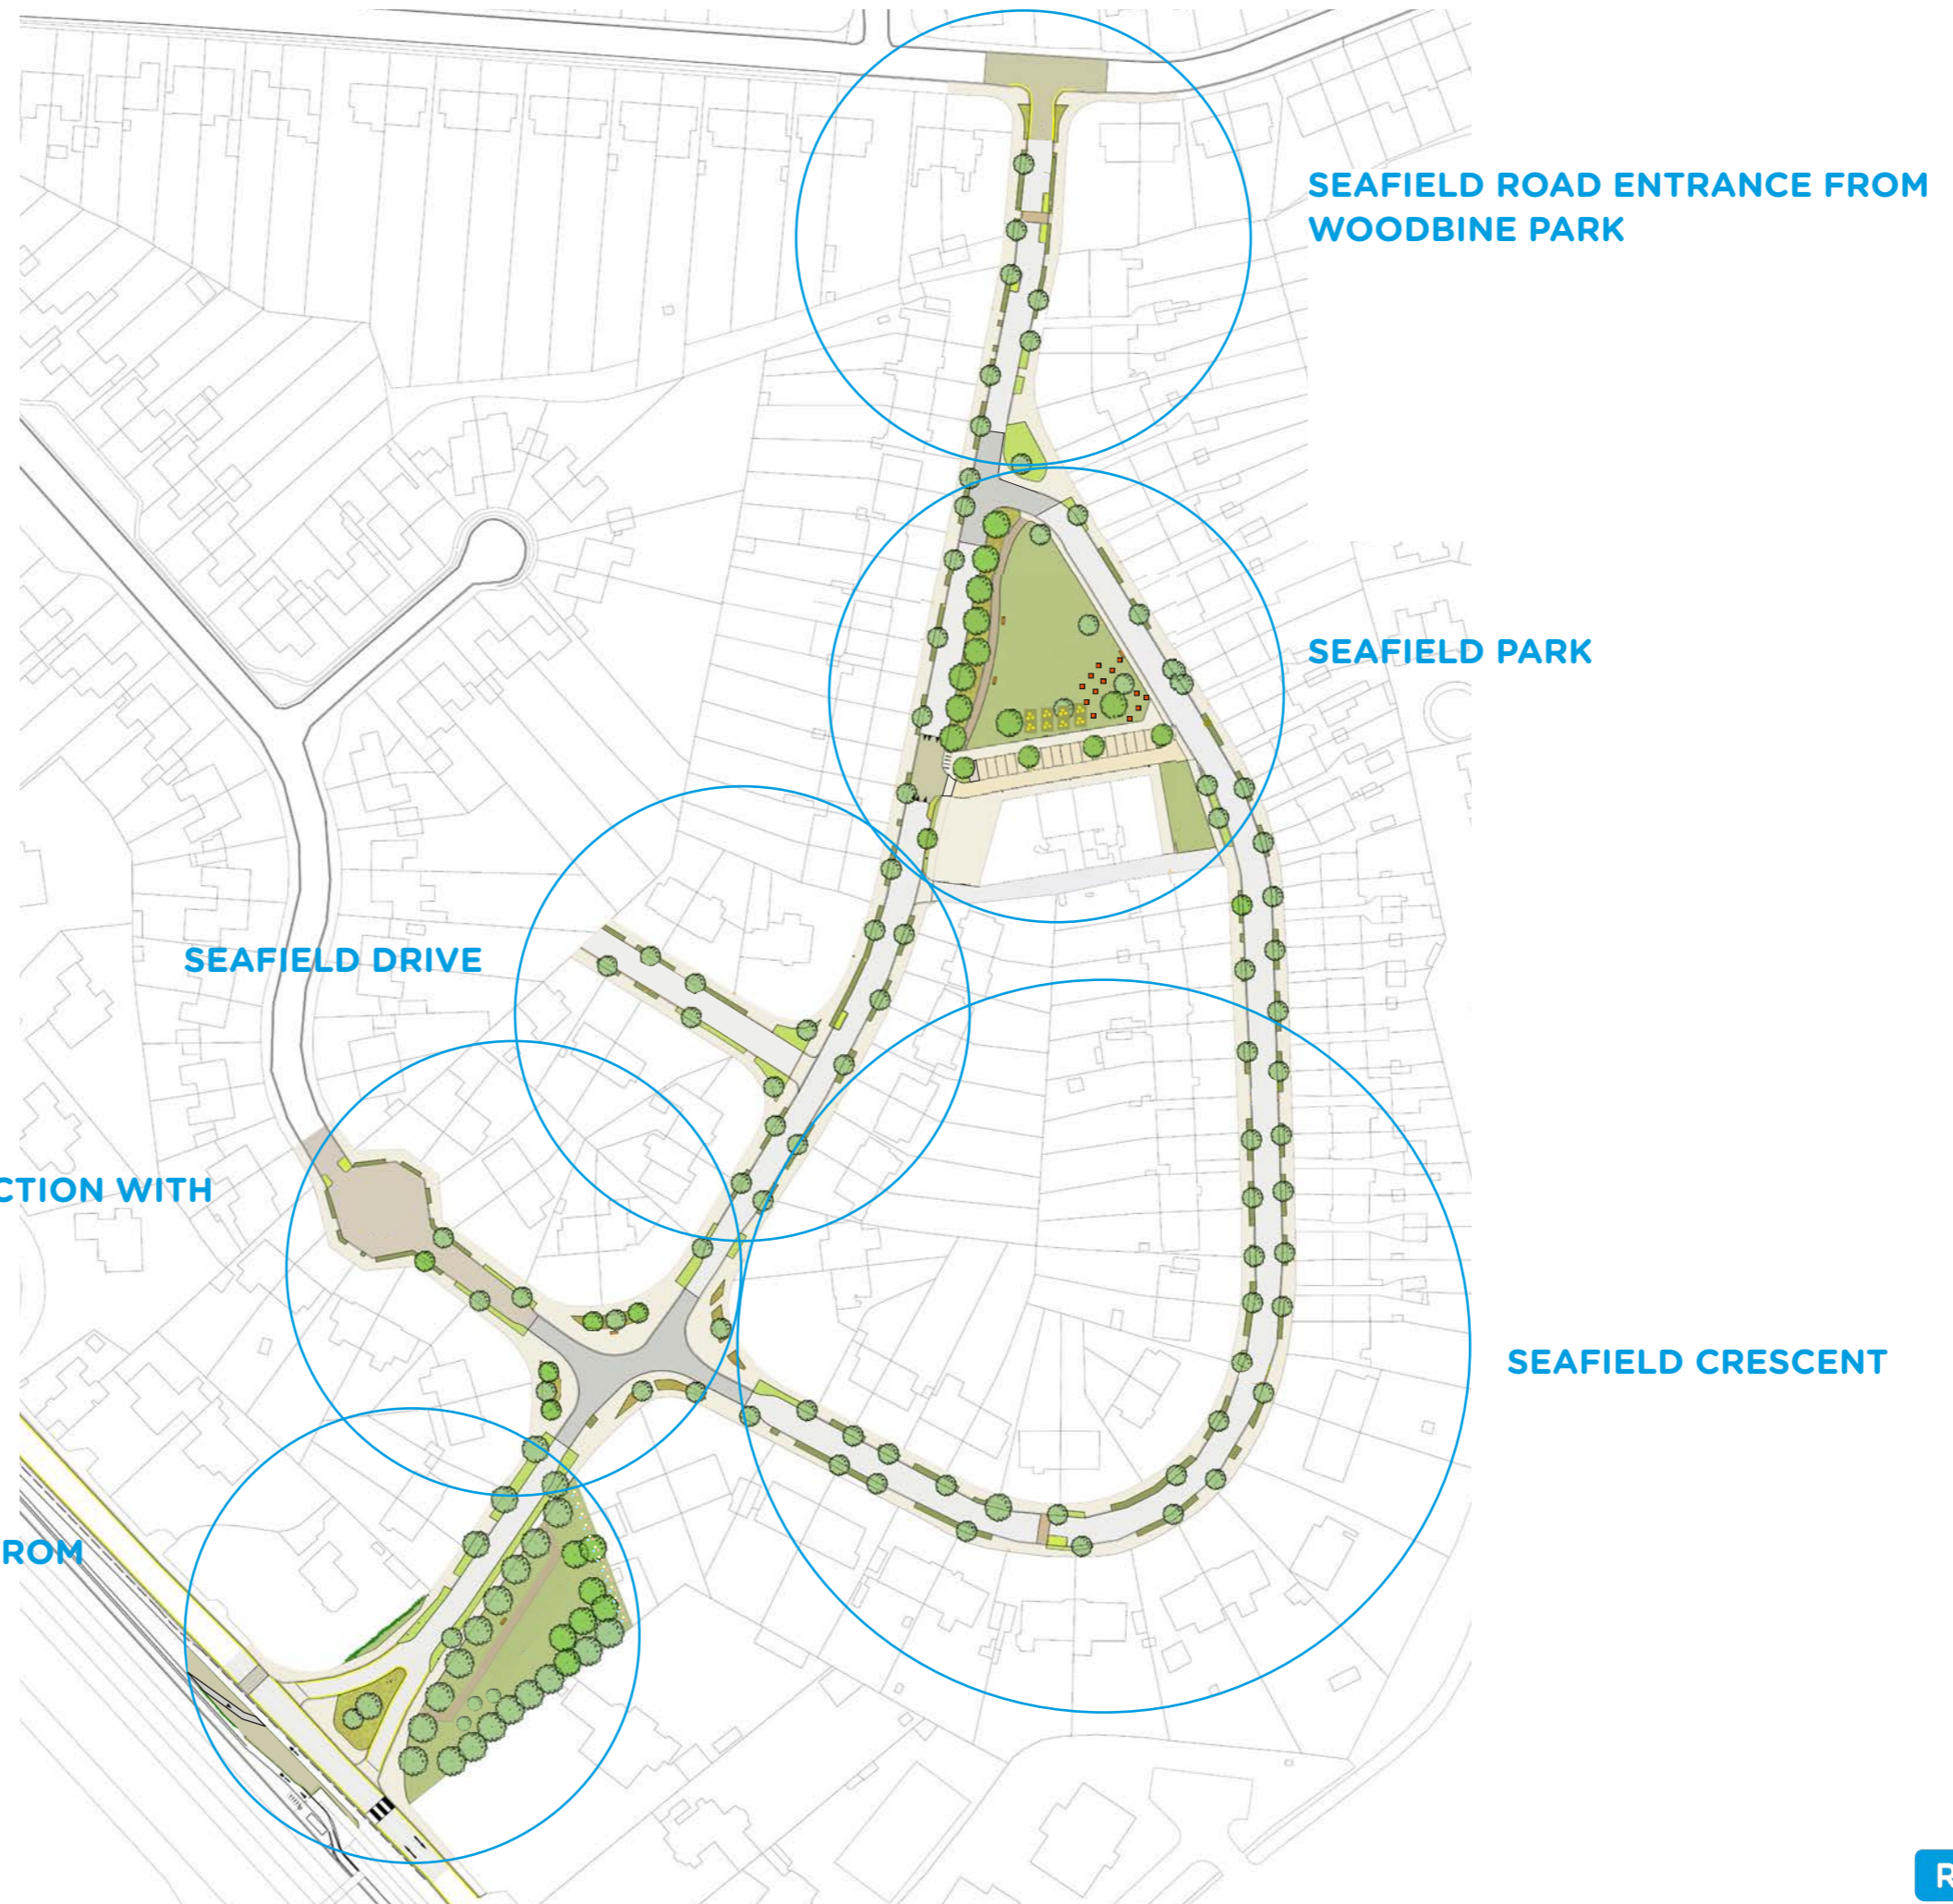 SEAFIELD ROAD ENTRANCE FROM
WOODBINE PARK
SEAFIELD PARK
SEAFIELD DRIVE
CTION WITH
SEAFIELD CRESCENT
ROM
R